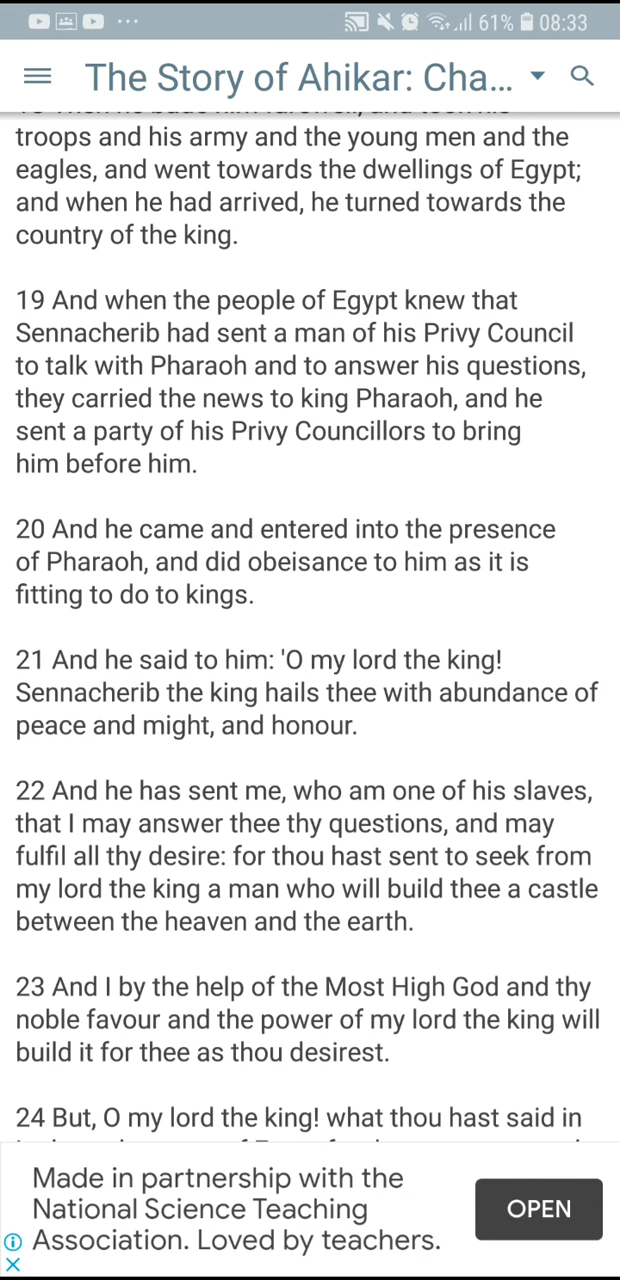 61% 08:33
The Story of Ahikar: Cha...
troops and his army and the young men and the
eagles, and went towards the dwellings of Egypt;
and when he had arrived, he turned towards the
country of the king.
19 And when the people of Egypt knew that
Sennacherib had sent a man of his Privy Council
to talk with Pharaoh and to answer his questions,
they carried the news to king Pharaoh, and he
sent a party of his Privy Councillors to bring
him before him.
20 And he came and entered into the presence
of Pharaoh, and did obeisance to him as it is
fitting to do to kings.
21 And he said to him: 'O my lord the king!
Sennacherib the king hails thee with abundance of
peace and might, and honour.
22 And he has sent me, who am one of his slaves,
that I may answer thee thy questions, and may
fulfil all thy desire: for thou hast sent to seek from
my lord the king a man who will build thee a castle
between the heaven and the earth.
23 And I by the help of the Most High God and thy
noble favour and the power of my lord the king will
build it for thee as thou desirest.
24 But, O my lord the king! what thou hast said in
Made in partnership with the
National Science Teaching
Association. Loved by teachers.
OPEN